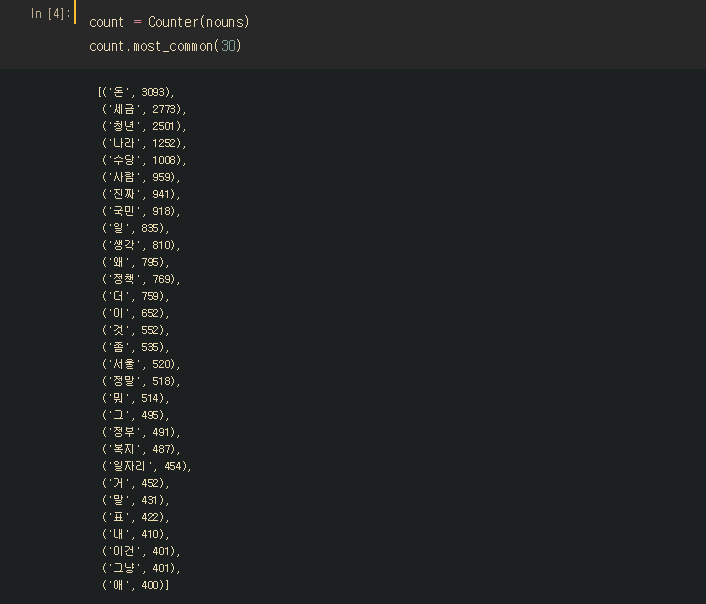 In [4]:
count = Counter(nouns)
count.most_common(30)
[('돈', 3093),
('세금', 2773),
('청년', 2501),
('나라', 1252),
('수당', 1008),
('사람', 959),
('진짜', 941),
('국민', 918),
('일', 835),
('생각', 810),
('왜', 795),
('정책', 769),
('더', 759),
('이', 652),
('것', 552),
('좀', 535),
('서울', 520),
('정말', 518),
('뭐', 514),
('그', 495),
('정부', 491),
('복지', 487),
('일자리', 454),
('거', 452),
('말', 431),
('표', 422),
('내', 410),
('이건', 401),
('그냥', 401),
('애', 400)]